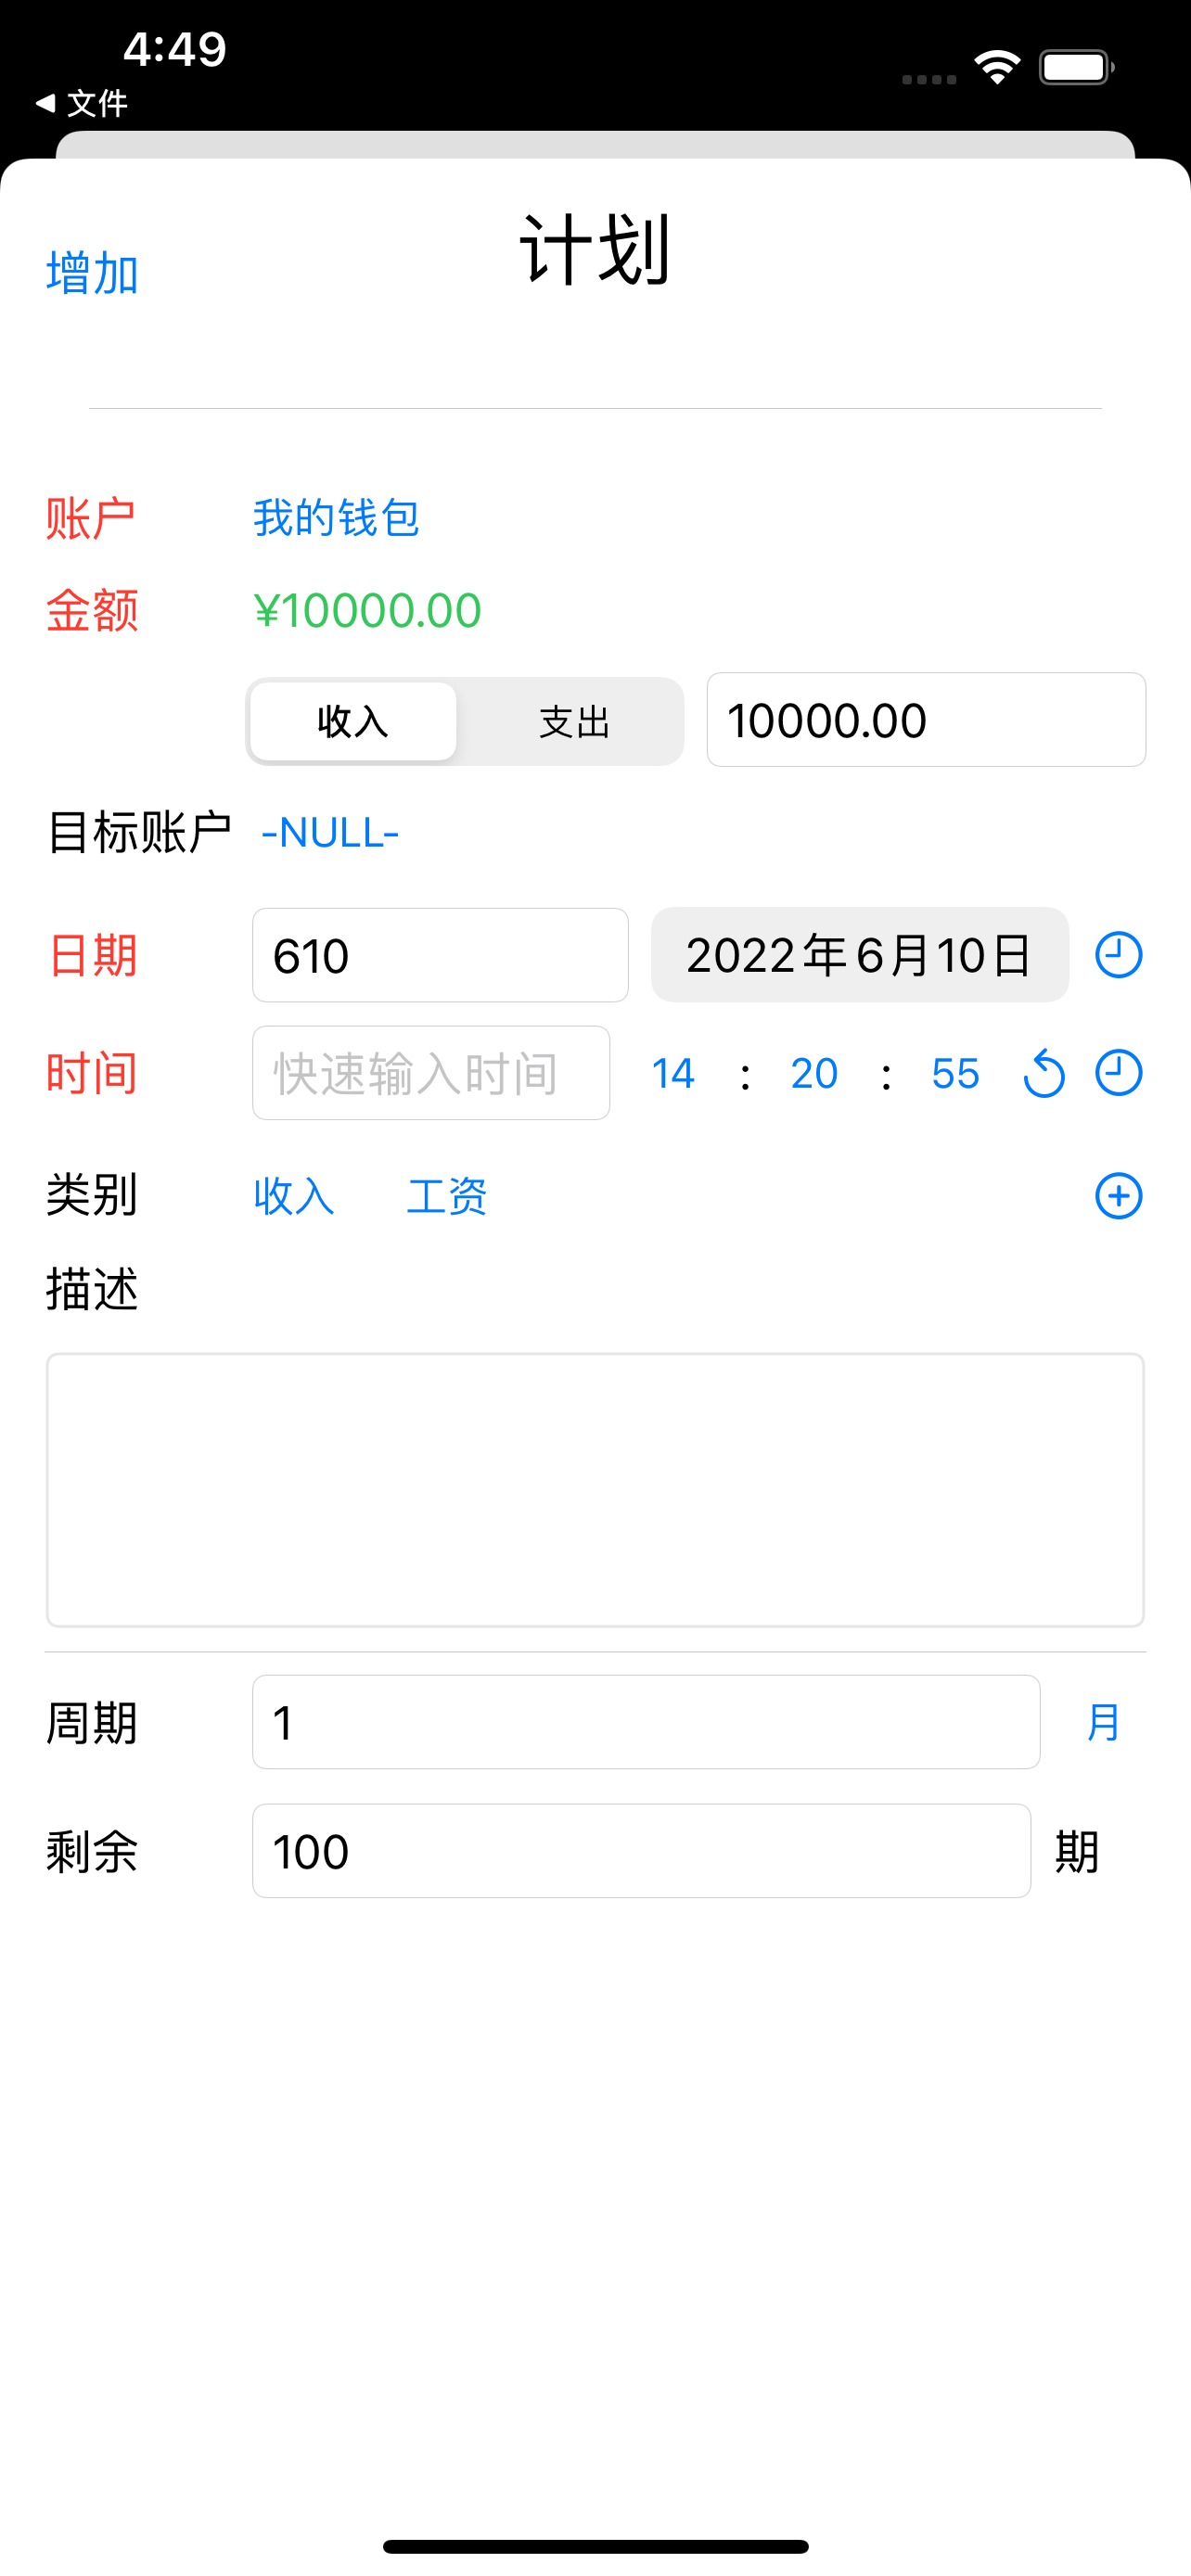 4:49
文件
计划
增加
账户 我的钱包
金额 ¥10000.00
收入 支出 10000.00
目标账户 -NULL-
日期 610 2022年6月10日
时间 快速输入时间 14 : 20 : 55
类别 收入 工资
描述
周期 1 月
剩余 100 期